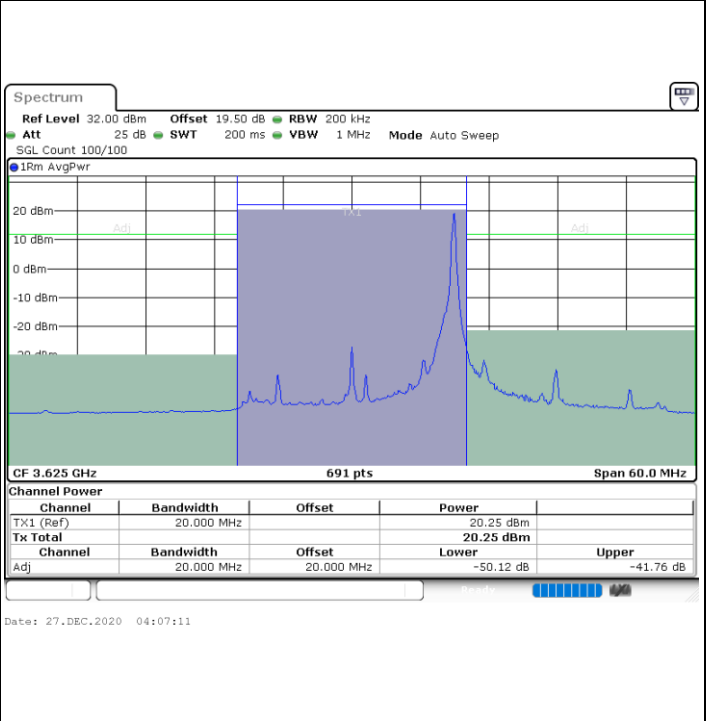 Spectrum
Ref Level 32.00 dBm Offset 19.50 dB RBW 200 kHz
Att 25 dB SWT 200 ms VBW 1 MHz Mode Auto Sweep
SGL Count 100/100
1Rm AvgPwr
TX1
20 dBm
Adj Adj
10 dBm
0 dBm
-10 dBm
-20 dBm
-30 dBm
CF 3.625 GHz 691 pts Span 60.0 MHz
Channel Power
Channel Bandwidth Offset Power
TX1 (Ref) 20.000 MHz 20.25 dBm
Tx Total 20.25 dBm
Channel Bandwidth Offset Lower Upper
Adj 20.000 MHz 20.000 MHz -50.12 dB -41.76 dB
Ready
Date: 27.DEC.2020 04:07:11